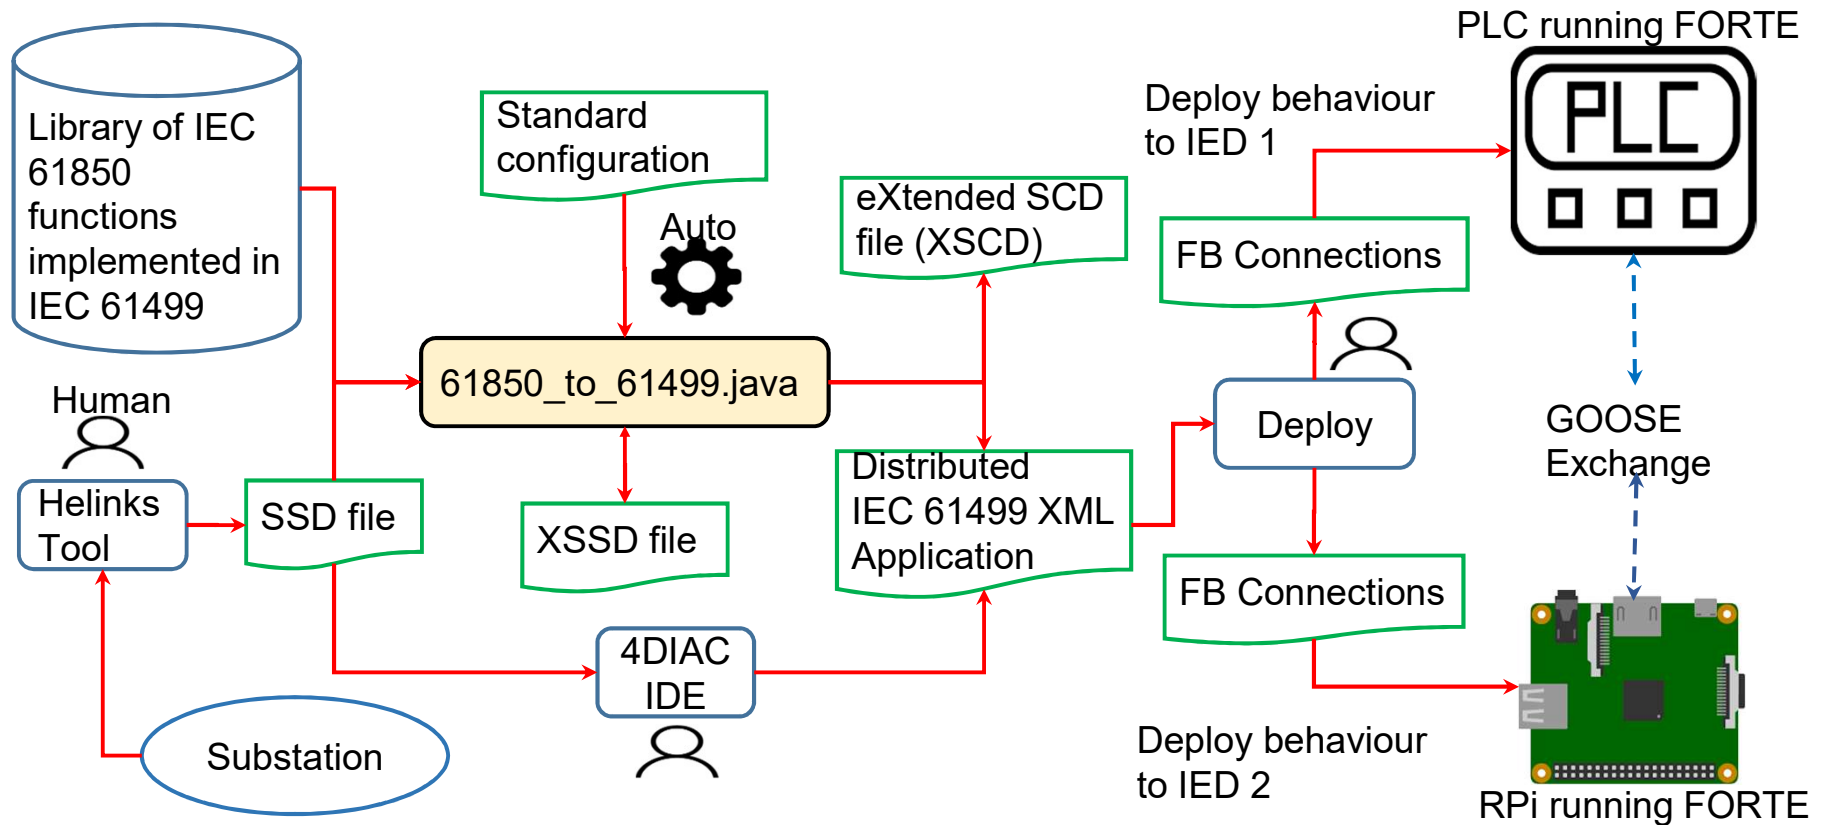 PLC running FORTE
PLC
Library of IEC
61850
functions
implemented in
IEC 61499
Standard
configuration
Auto
Deploy behaviour
to IED 1
eXtended SCD
file (XSCD)
FB Connections
61850_to_61499.java
Human
Helinks
Tool
SSD file
XSSD file
Distributed
IEC 61499 XML
Application
Deploy
GOOSE
Exchange
FB Connections
4DIAC
IDE
Substation
Deploy behaviour
to IED 2
RPi running FORTE